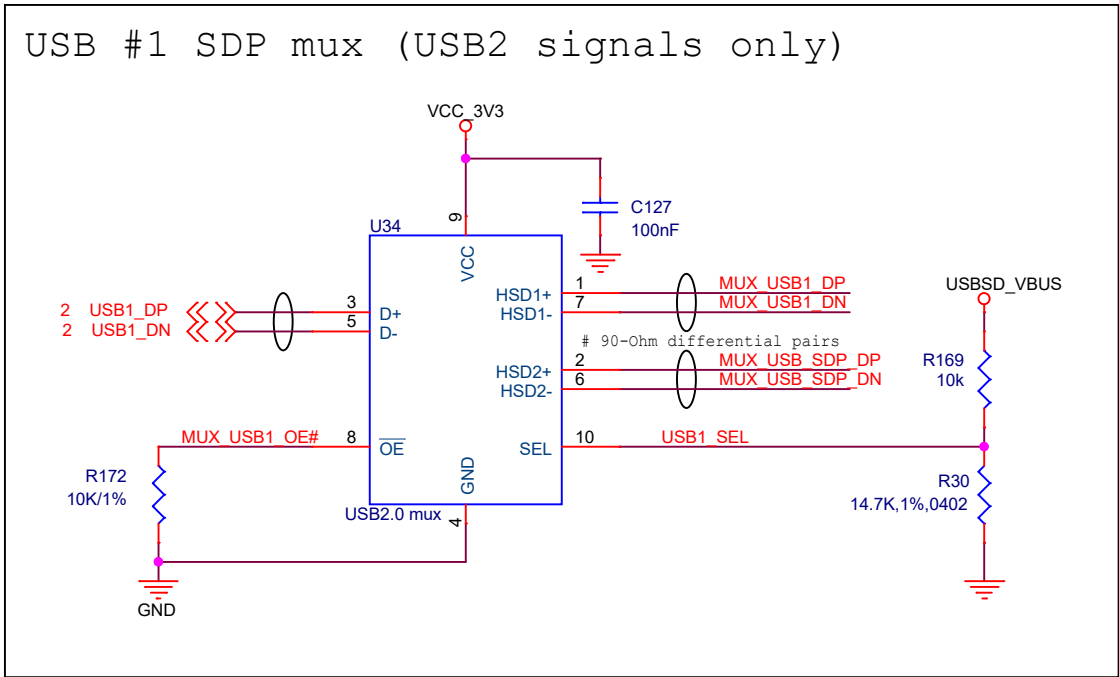 USB #1 SDP mux (USB2 signals only)
VCC_3V3
C127
100nF
U34
9
VCC
USBSD_VBUS
2 USB1_DP
2 USB1_DN
3
5
D+
D-
HSD1+
HSD1-
1
7
MUX_USB1_DP
MUX_USB1_DN
# 90-Ohm differential pairs
HSD2+
HSD2-
2
6
MUX_USB_SDP_DP
MUX_USB_SDP_DN
R169
10k
MUX_USB1_OE#
8
OE
SEL
10
USB1_SEL
GND
4
R172
10K/1%
R30
14.7K,1%,0402
USB2.0 mux
GND